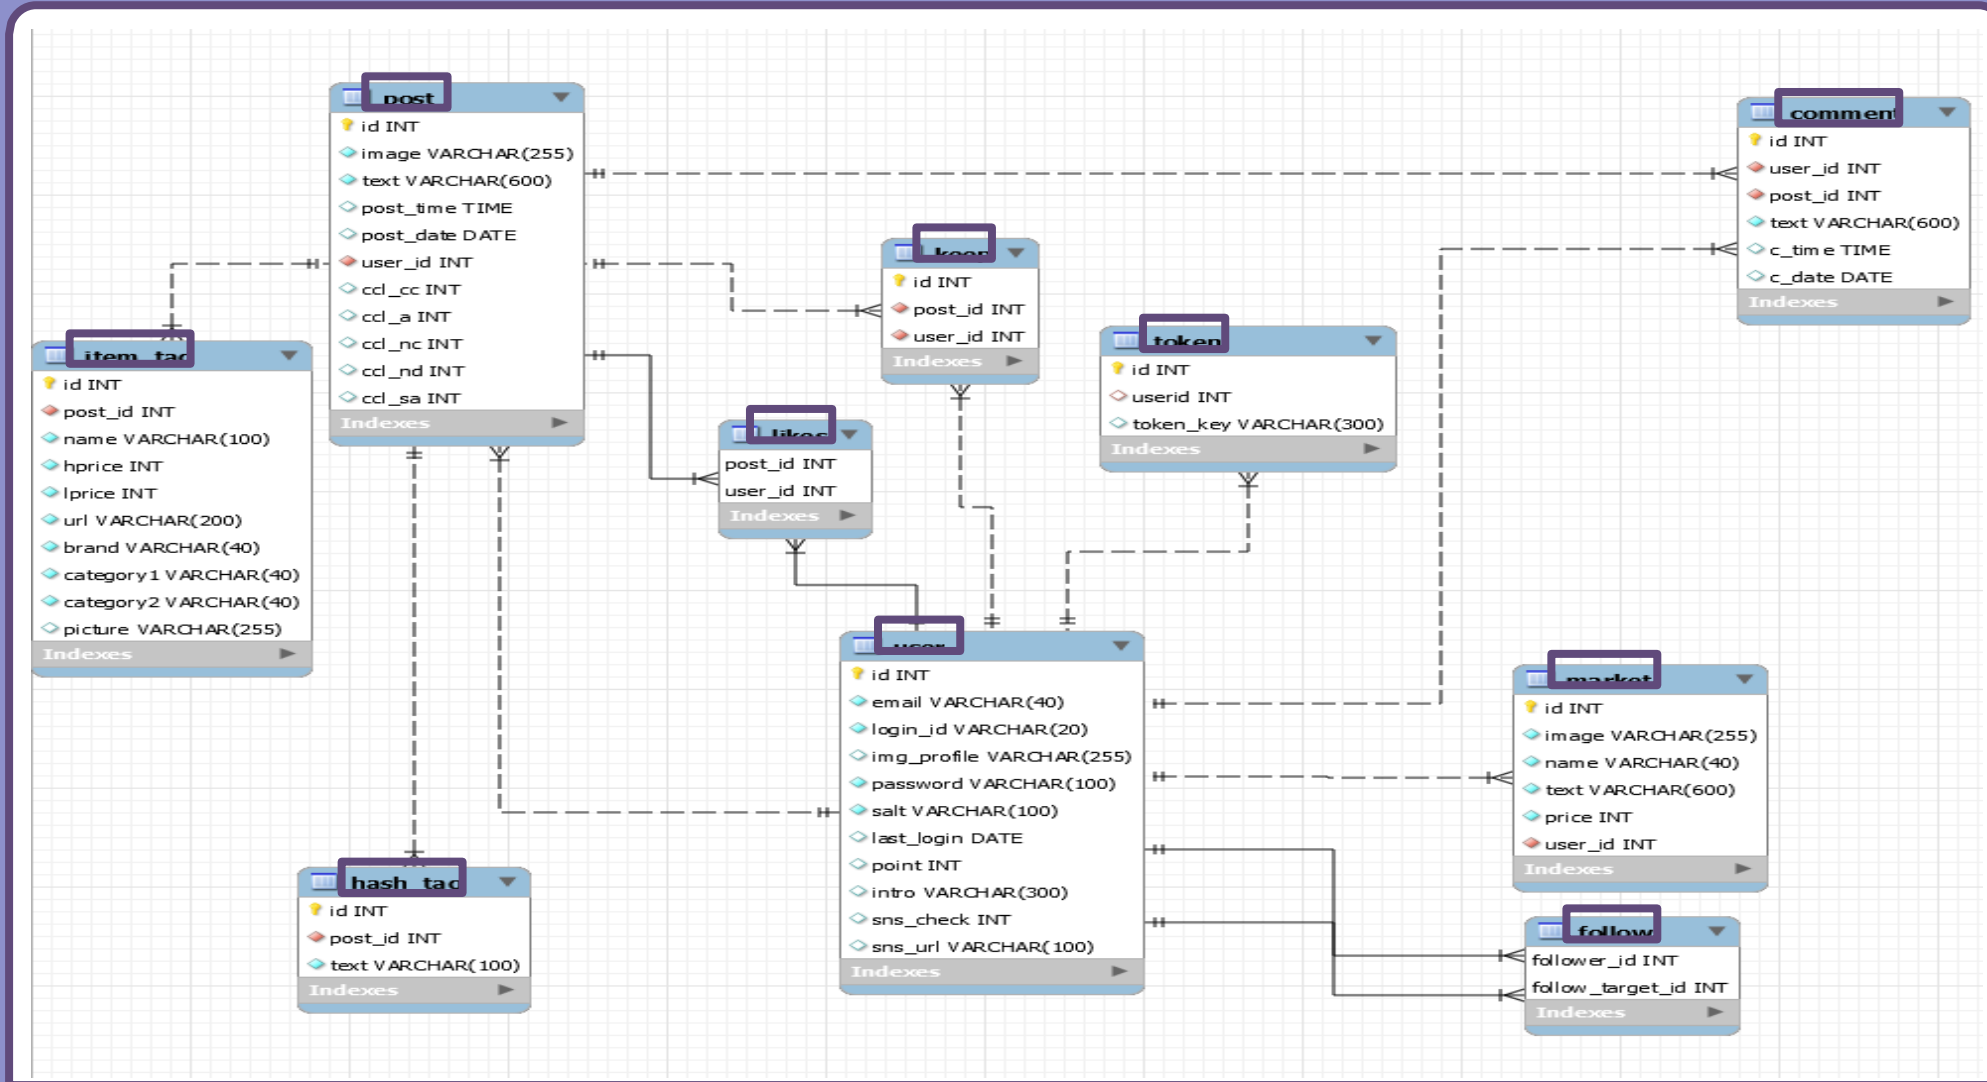 post
id INT
image VARCHAR(255)
text VARCHAR(600)
post_time TIME
post_date DATE
user_id INT
ccl_cc INT
ccl_a INT
ccl_nc INT
ccl_nd INT
ccl_sa INT
Indexes
comment
id INT
user_id INT
post_id INT
text VARCHAR(600)
c_time TIME
c_date DATE
Indexes
keep
id INT
post_id INT
user_id INT
Indexes
token
id INT
userid INT
token_key VARCHAR(300)
Indexes
item_tag
id INT
post_id INT
name VARCHAR(100)
hprice INT
lprice INT
url VARCHAR(200)
brand VARCHAR(40)
category1 VARCHAR(40)
category2 VARCHAR(40)
picture VARCHAR(255)
Indexes
likes
post_id INT
user_id INT
Indexes
user
id INT
email VARCHAR(40)
login_id VARCHAR(20)
img_profile VARCHAR(255)
password VARCHAR(100)
salt VARCHAR(100)
last_login DATE
point INT
intro VARCHAR(300)
sns_check INT
sns_url VARCHAR(100)
Indexes
market
id INT
image VARCHAR(255)
name VARCHAR(40)
text VARCHAR(600)
price INT
user_id INT
Indexes
hash_tag
id INT
post_id INT
text VARCHAR(100)
Indexes
follow
follower_id INT
follow_target_id INT
Indexes